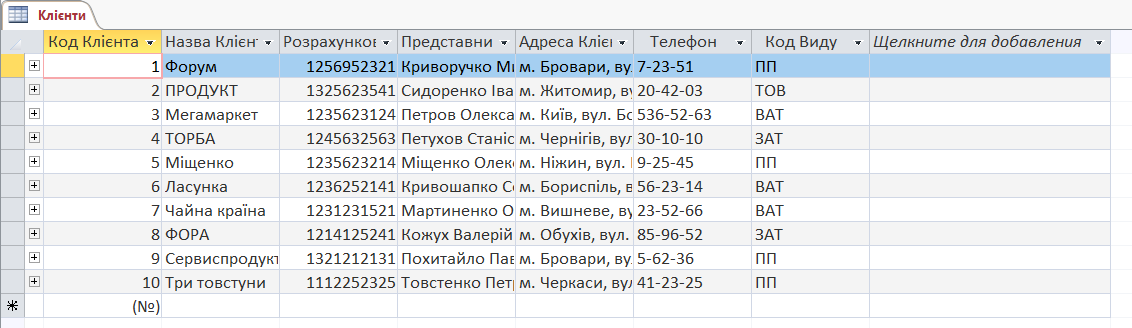 Клієнти
Код Клієнта Назва Клієнт Розрахунков Представни Адреса Клієн Телефон Код Виду Щелкните для добавления
1 Форум 1256952321 Криворучко Ми м. Бровари, вул 7-23-51 ПП
2 ПРОДУКТ 1325623541 Сидоренко Іва м. Житомир, ву 20-42-03 ТОВ
3 Мегамаркет 1235623124 Петров Олекса м. Київ, вул. Бо 536-52-63 ВАТ
4 ТОРБА 1245632563 Петухов Станіс м. Чернігів, вул 30-10-10 ЗАТ
5 Міщенко 1235623214 Міщенко Олек м. Ніжин, вул. 9-25-45 ПП
6 Ласунка 1236252141 Кривошапко Се м. Бориспіль, в 56-23-14 ВАТ
7 Чайна країна 1231231521 Мартиненко О м. Вишневе, ву 23-52-66 ВАТ
8 ФОРА 1214125241 Кожух Валерій м. Обухів, вул. 85-96-52 ЗАТ
9 Сервиспродукт 1321212131 Похитайло Пав м. Бровари, ву 5-62-36 ПП
10 Три товстуни 1112252325 Товстенко Петр м. Черкаси, ву 41-23-25 ПП
(№)